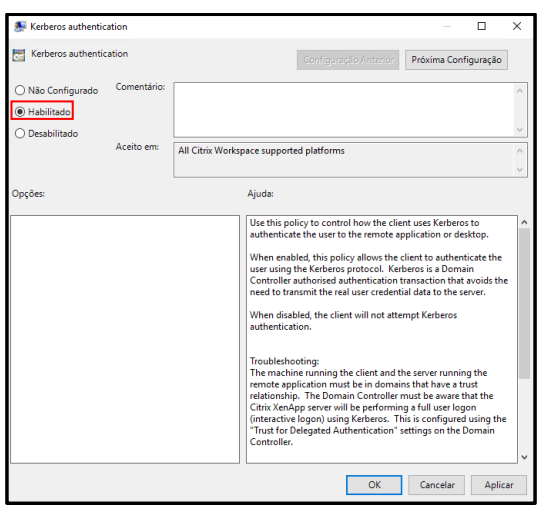 Kerberos authentication
Kerberos authentication
Configuração Anterior
Próxima Configuração
Não Configurado
Habilitado
Desabilitado
Comentário:
Aceito em:
All Citrix Workspace supported platforms
Opções:
Ajuda:
Use this policy to control how the client uses Kerberos to
authenticate the user to the remote application or desktop.
When enabled, this policy allows the client to authenticate the
user using the Kerberos protocol.  Kerberos is a Domain
Controller authorised authentication transaction that avoids the
need to transmit the real user credential data to the server.
When disabled, the client will not attempt Kerberos
authentication.
Troubleshooting:
The machine running the client and the server running the
remote application must be in domains that have a trust
relationship.  The Domain Controller must be aware that the
Citrix XenApp server will be performing a full user logon
(interactive logon) using Kerberos.  This is configured using the
"Trust for Delegated Authentication" settings on the Domain
Controller.
OK
Cancelar
Aplicar